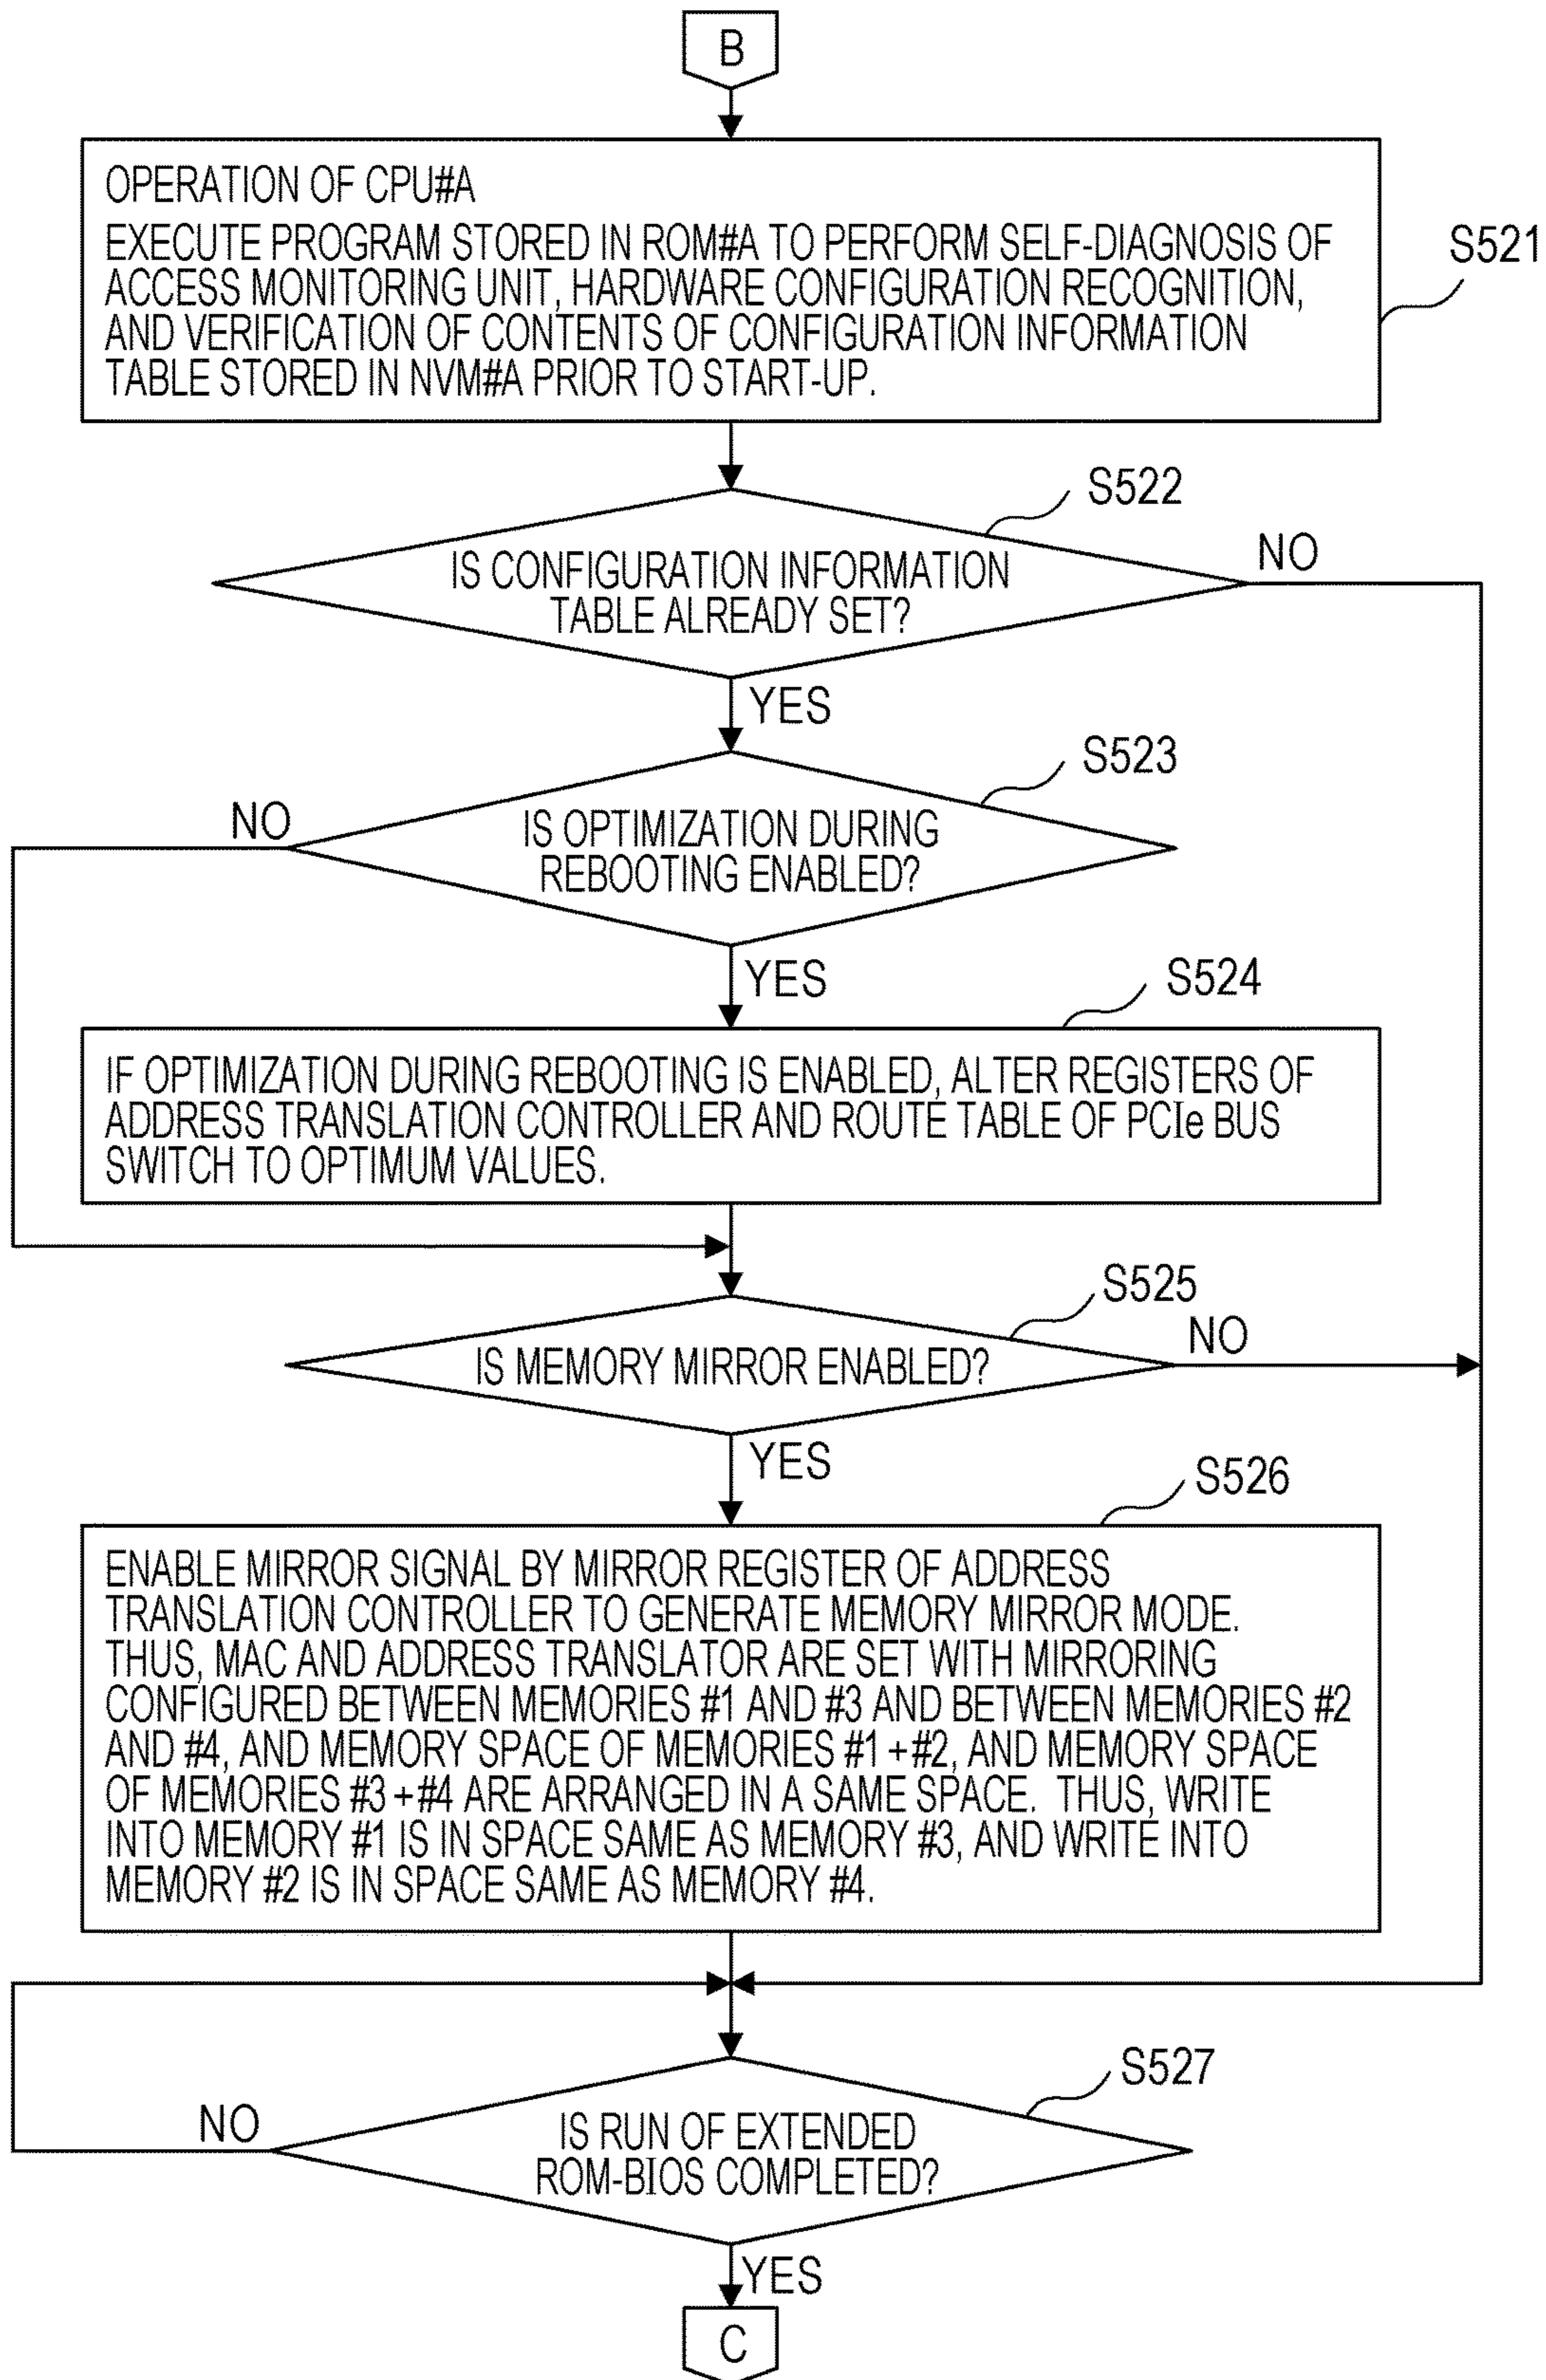 B
OPERATION OF CPU#A
EXECUTE PROGRAM STORED IN ROM#A TO PERFORM SELF-DIAGNOSIS OF
ACCESS MONITORING UNIT, HARDWARE CONFIGURATION RECOGNITION,
AND VERIFICATION OF CONTENTS OF CONFIGURATION INFORMATION
TABLE STORED IN NVM#A PRIOR TO START-UP.
S521
S522
IS CONFIGURATION INFORMATION
TABLE ALREADY SET?
NO
YES
S523
NO
IS OPTIMIZATION DURING
REBOOTING ENABLED?
YES
S524
IF OPTIMIZATION DURING REBOOTING IS ENABLED, ALTER REGISTERS OF
ADDRESS TRANSLATION CONTROLLER AND ROUTE TABLE OF PCIe BUS
SWITCH TO OPTIMUM VALUES.
S525
NO
IS MEMORY MIRROR ENABLED?
YES
S526
ENABLE MIRROR SIGNAL BY MIRROR REGISTER OF ADDRESS
TRANSLATION CONTROLLER TO GENERATE MEMORY MIRROR MODE.
THUS, MAC AND ADDRESS TRANSLATOR ARE SET WITH MIRRORING
CONFIGURED BETWEEN MEMORIES #1 AND #3 AND BETWEEN MEMORIES #2
AND #4, AND MEMORY SPACE OF MEMORIES #1+#2, AND MEMORY SPACE
OF MEMORIES #3+#4 ARE ARRANGED IN A SAME SPACE. THUS, WRITE
INTO MEMORY #1 IS IN SPACE SAME AS MEMORY #3, AND WRITE INTO
MEMORY #2 IS IN SPACE SAME AS MEMORY #4.
S527
NO
IS RUN OF EXTENDED
ROM-BIOS COMPLETED?
YES
C